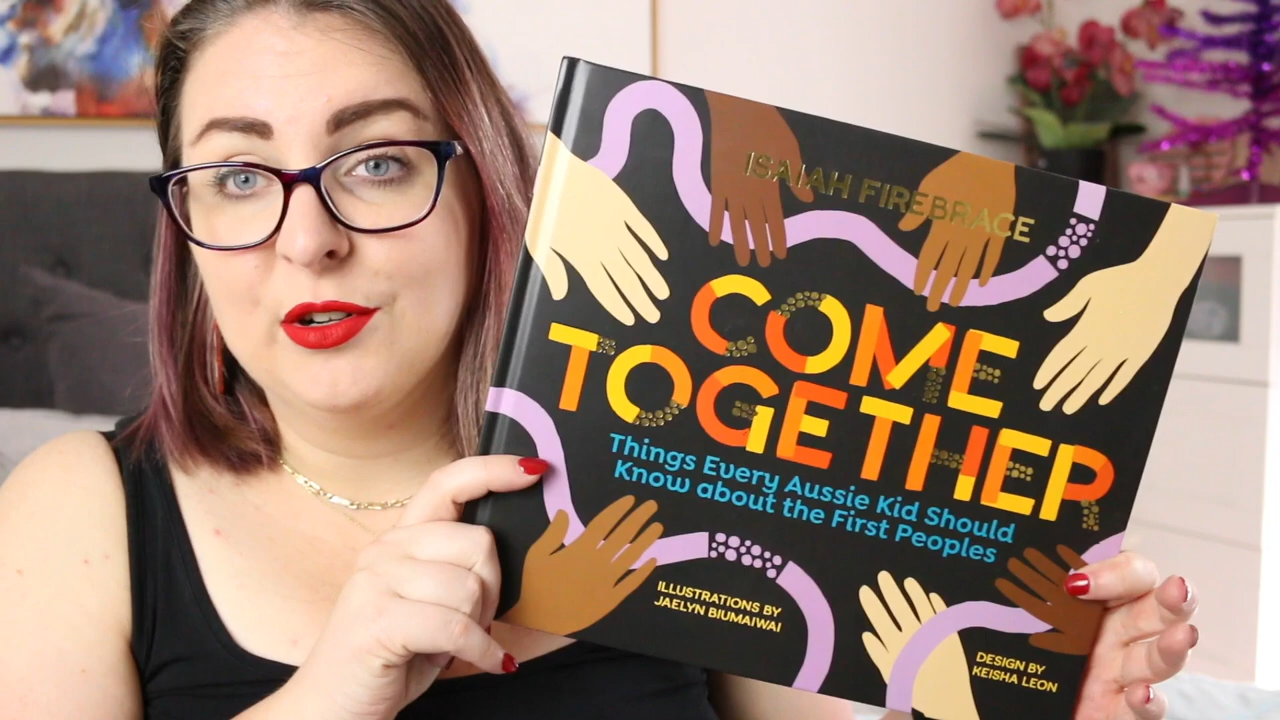 ISAIAH FIREBRACE
COME
TOGETHER
Things Every Aussie Kid Should
Know about the First Peoples
ILLUSTRATIONS BY
JAELYN BIUMAIWAI
DESIGN BY
KEISHA LEON